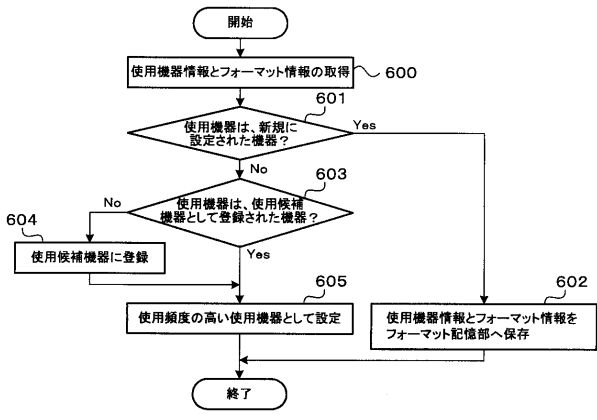 開始
使用機器情報とフォーマット情報の取得
600
601
使用機器は、新規に
設定された機器？
Yes
No
603
使用機器は、使用候補
機器として登録された機器？
No
Yes
604
使用候補機器に登録
605
使用頻度の高い使用機器として設定
602
使用機器情報とフォーマット情報を
フォーマット記憶部へ保存
終了